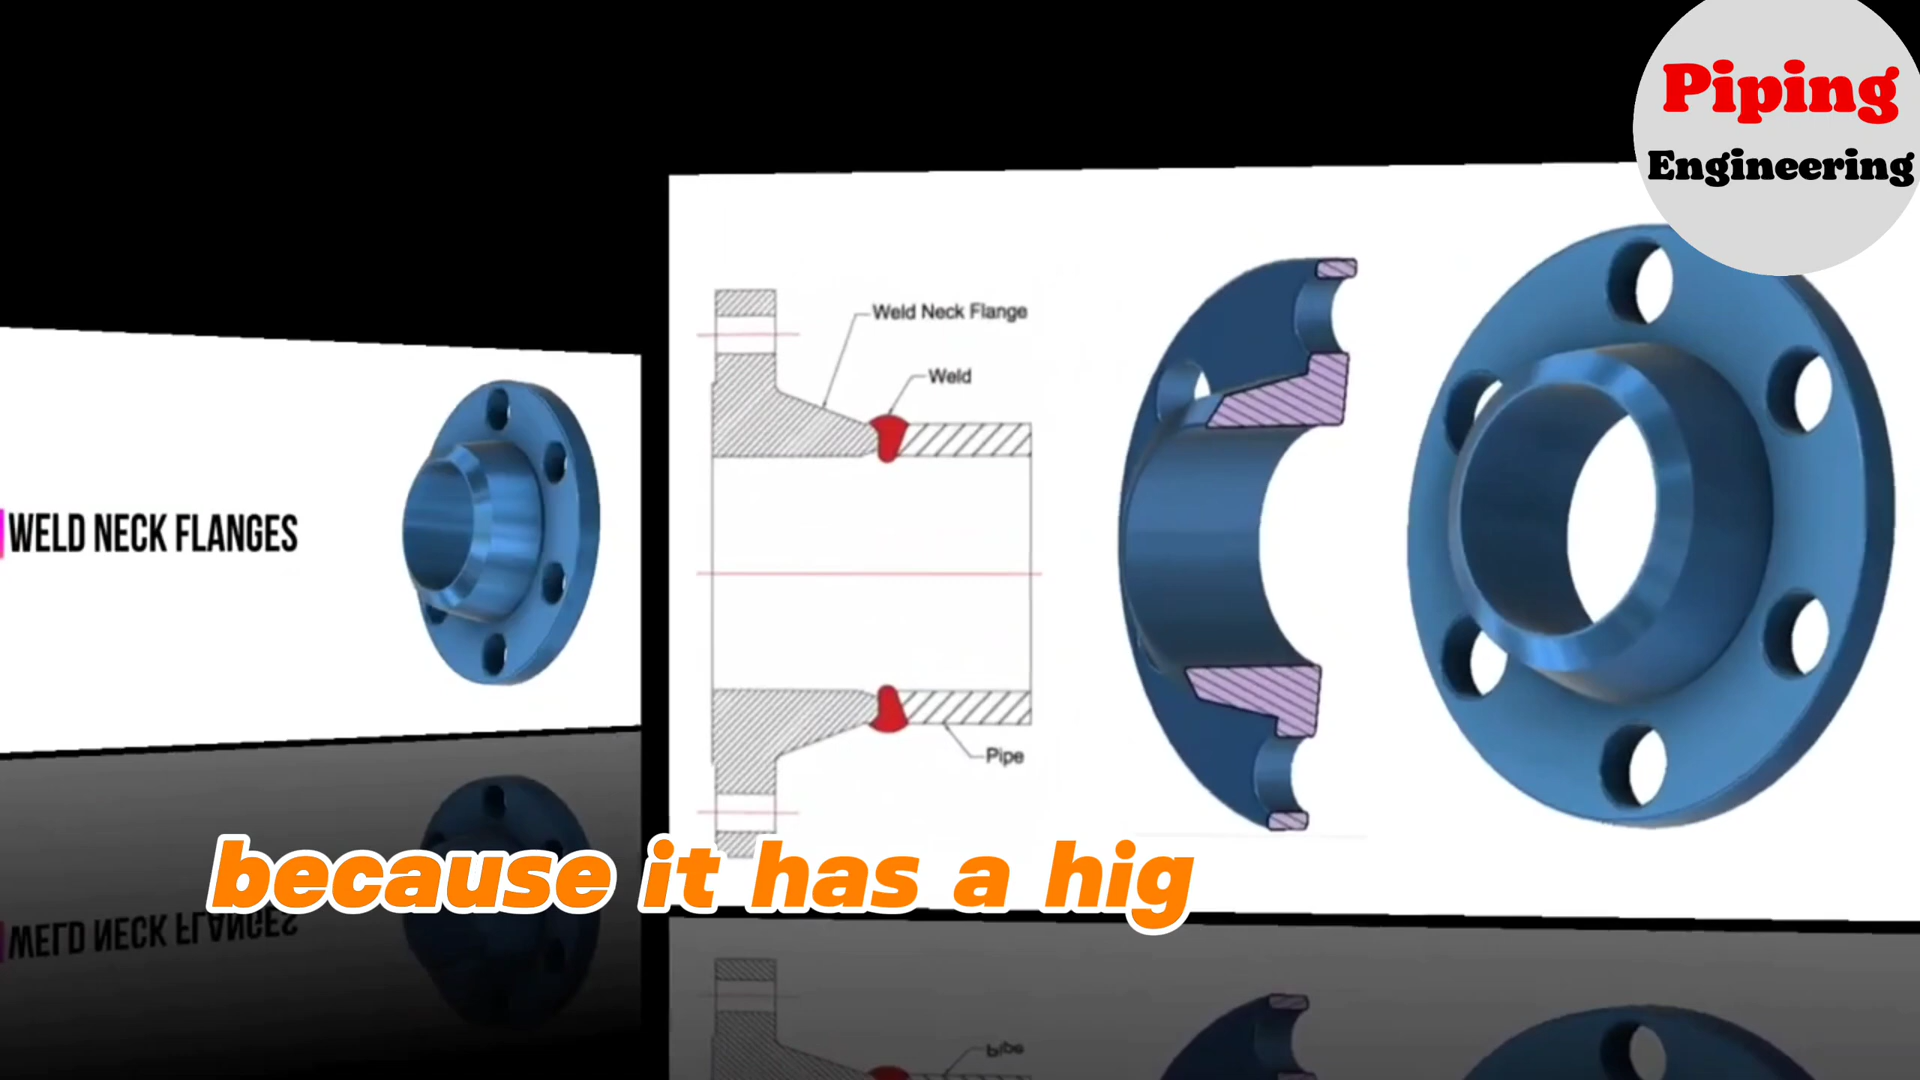 Piping
Engineering
Weld Neck Flange
Weld
WELD NECK FLANGES
Pipe
because it has a hig